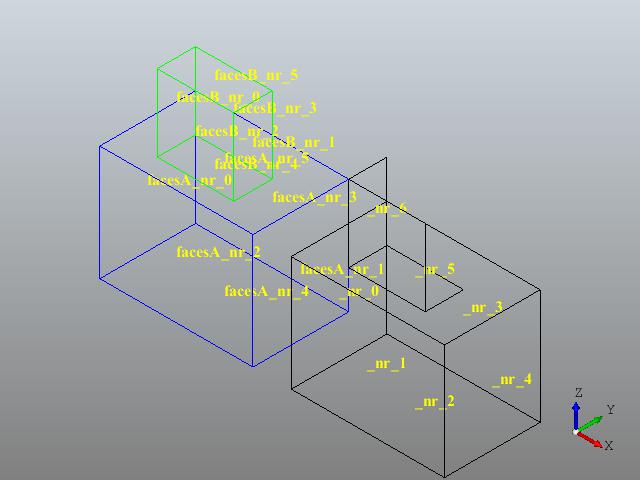 facesB_nr_5
facesB_nr_0
facesB_nr_3
facesB_nr_2
facesB_nr_1
facesA_nr_5
facesB_nr_4
facesA_nr_0
facesA_nr_3
_nr_6
facesA_nr_2
facesA_nr_1
_nr_5
facesA_nr_4
_nr_0
_nr_3
_nr_1
_nr_4
_nr_2
Z
Y
X